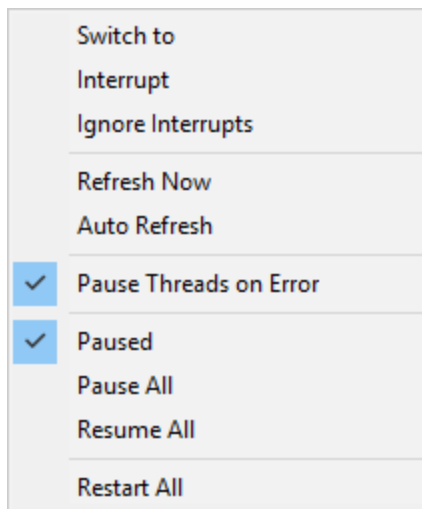 Switch to
Interrupt
Ignore Interrupts
Refresh Now
Auto Refresh
Pause Threads on Error
Paused
Pause All
Resume All
Restart All